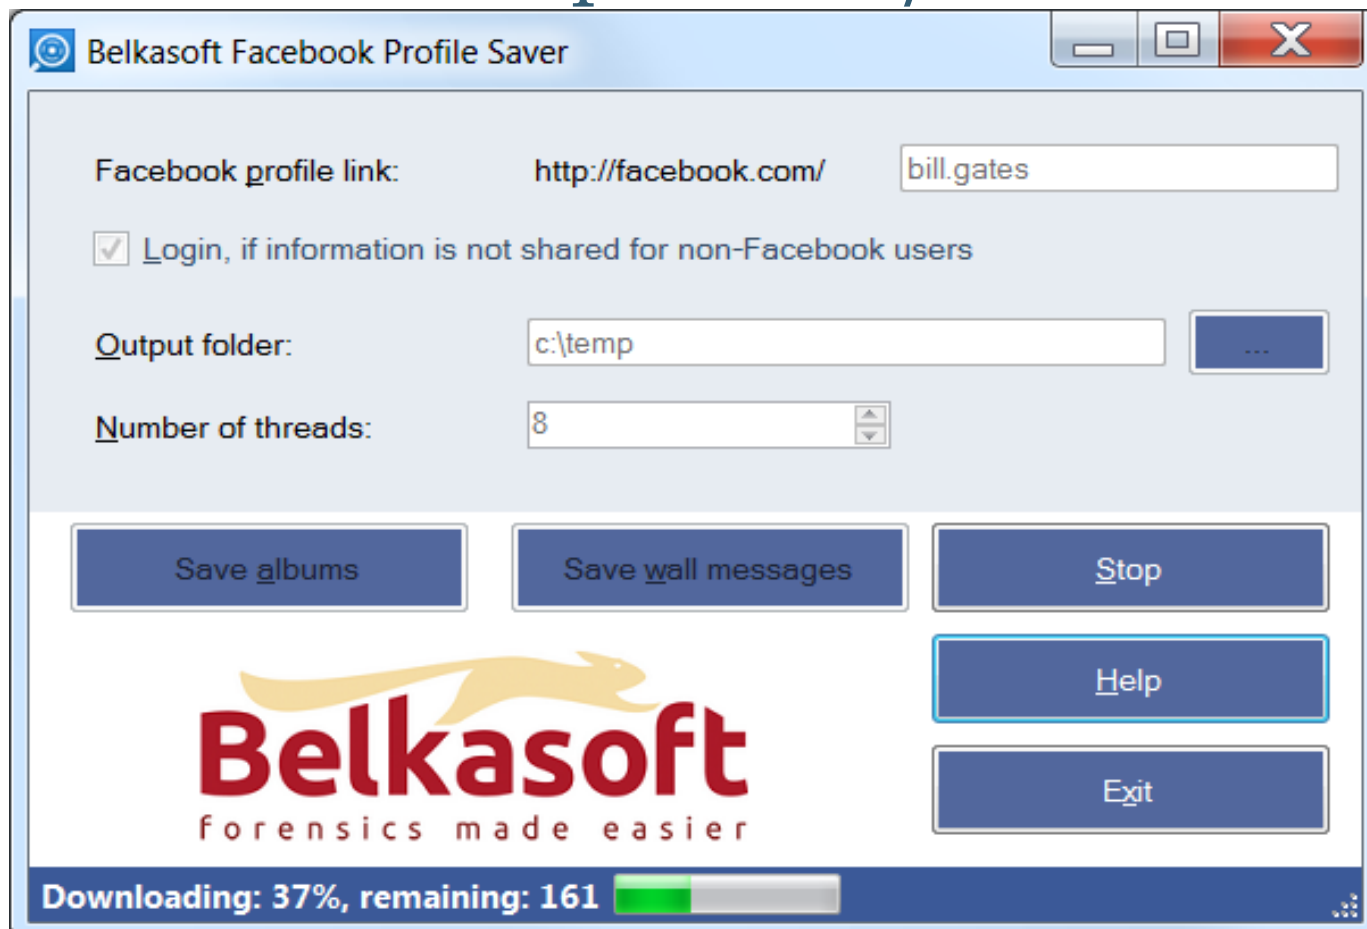 Belkasoft Facebook Profile Saver
Facebook profile link: http://facebook.com/ bill.gates
Login, if information is not shared for non-Facebook users
Output folder: c:\temp ...
Number of threads: 8
Save albums Save wall messages Stop
Help
Belkasoft
forensics made easier
Exit
Downloading: 37%, remaining: 161